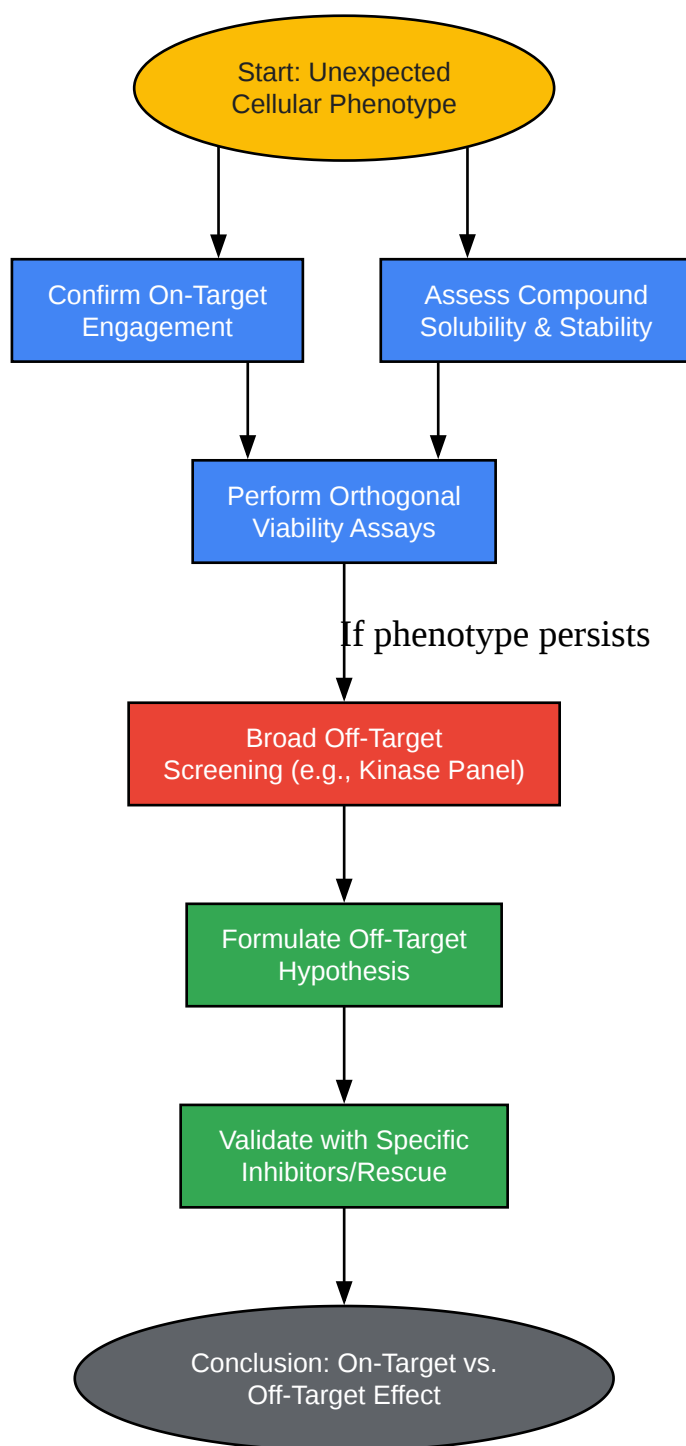 Start: Unexpected
Cellular Phenotype
Confirm On-Target
Engagement
Assess Compound
Solubility & Stability
Perform Orthogonal
Viability Assays
If phenotype persists
Broad Off-Target
Screening (e.g., Kinase Panel)
Formulate Off-Target
Hypothesis
Validate with Specific
Inhibitors/Rescue
Conclusion: On-Target vs.
Off-Target Effect